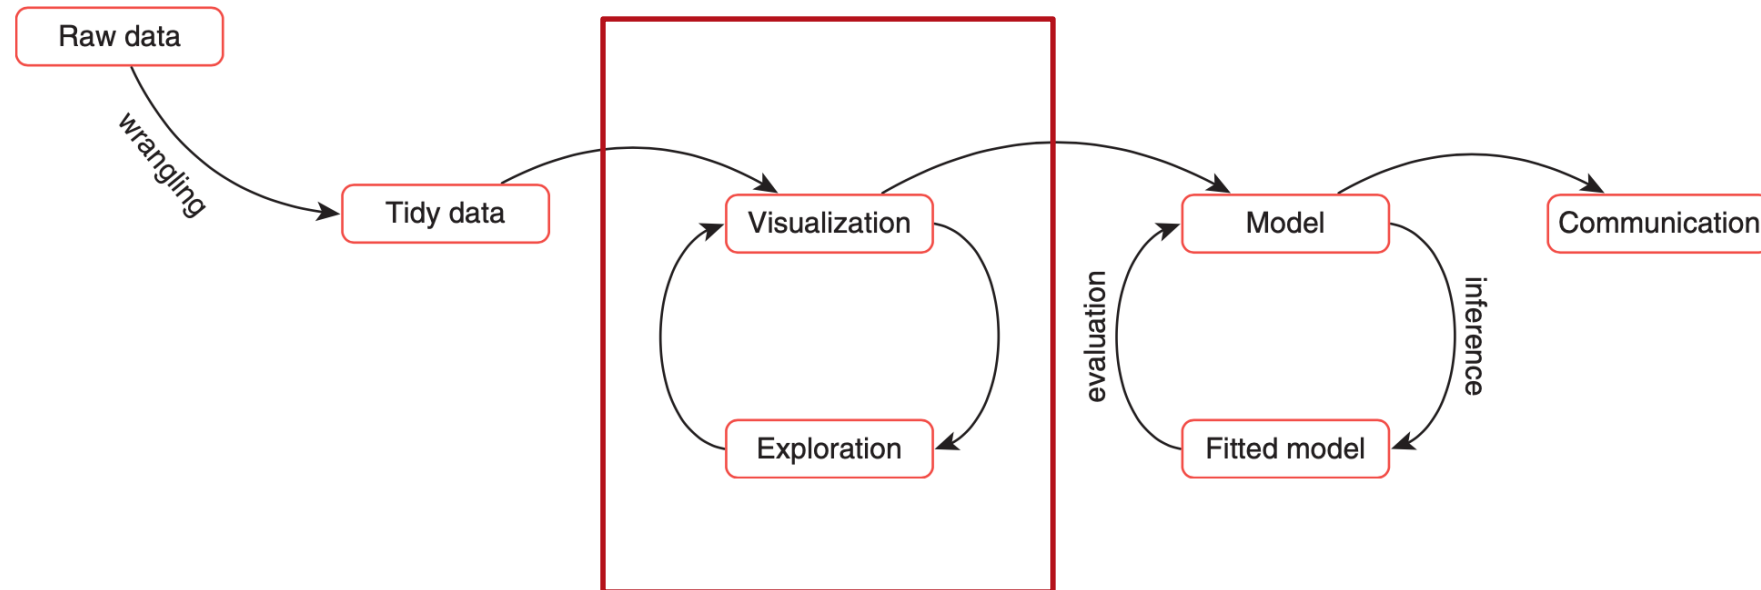 Raw data
wrangling
Tidy data
Visualization
Exploration
Model
evaluation
inference
Fitted model
Communication